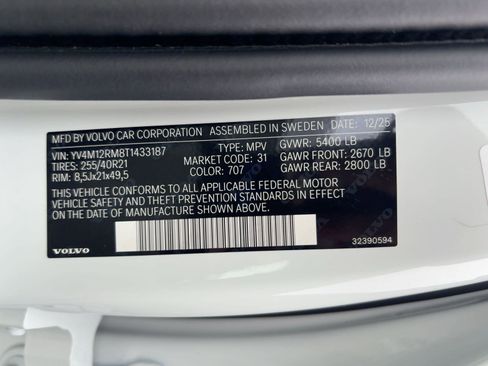 MFD BY VOLVO CAR CORPORATION ASSEMBLED IN SWEDEN 12/25
VIN: YV4M12RM8T1433187 TYPE: MPV GVWR: 5400 LB
TIRES: 255/40R21 MARKET CODE: 31 GAWR FRONT: 2670 LB
RIM: 8,5Jx21x49,5 COLOR: 707 GAWR REAR: 2800 LB
THIS VEHICLE CONFORMS TO ALL APPLICABLE FEDERAL MOTOR
VEHICLE SAFETY AND THEFT PREVENTION STANDARDS IN EFFECT
ON THE DATE OF MANUFACTURE SHOWN ABOVE.
VOLVO 32390594